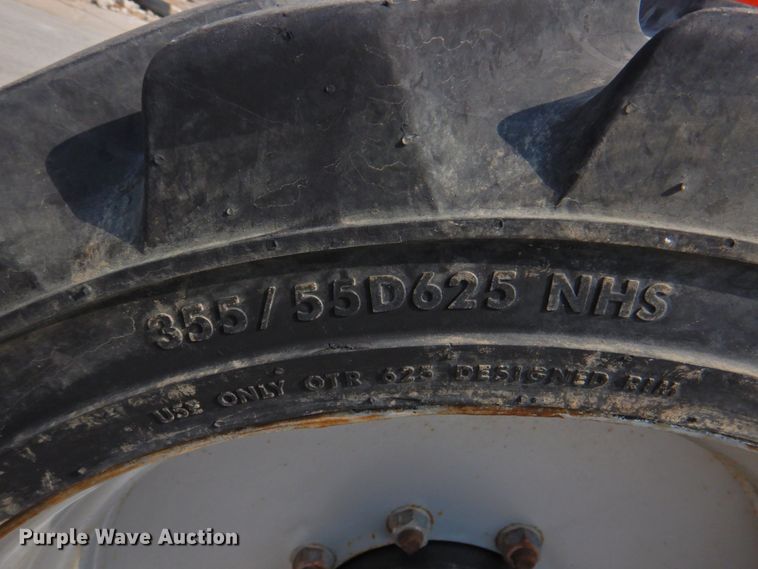 355/55D625 NHS
USE ONLY OTR 625 DESIGNED RIM
Purple Wave Auction®